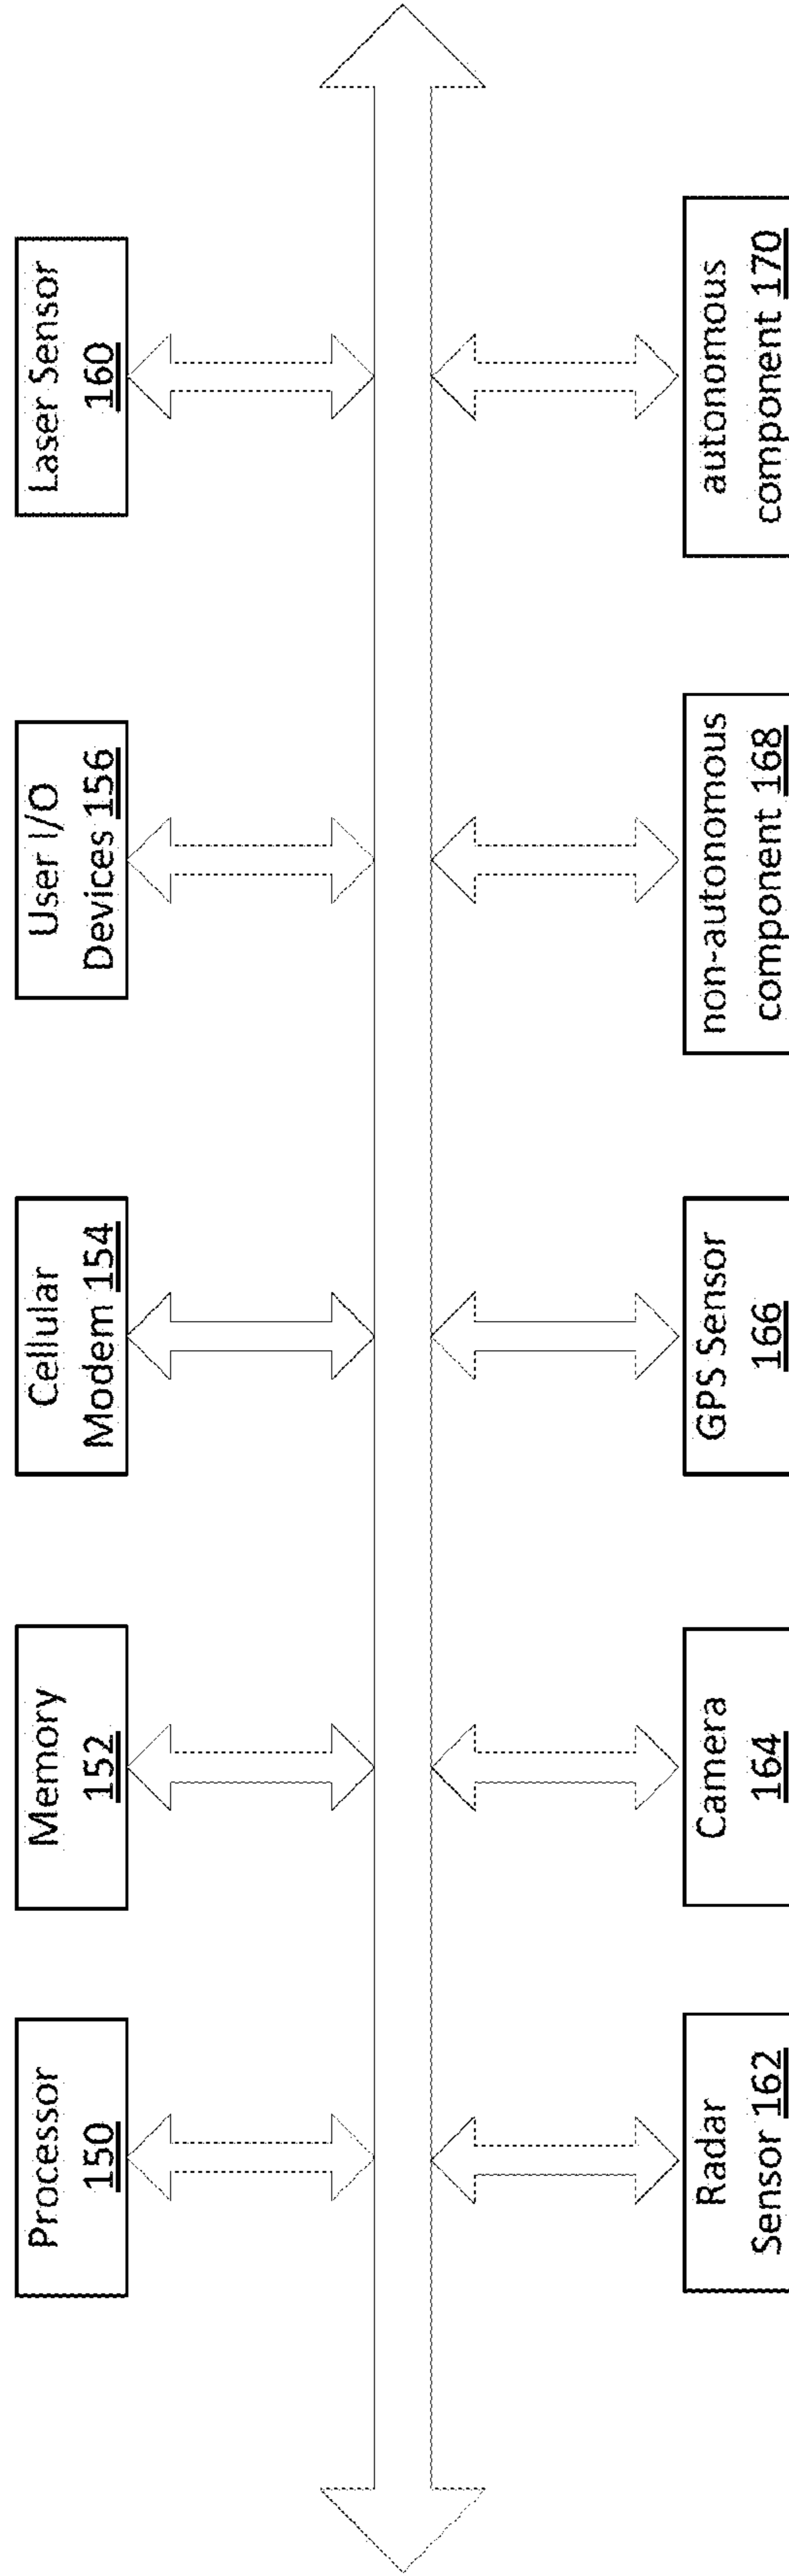 Processor
150
Memory
152
Cellular
Modem 154
User I/O
Devices 156
Laser Sensor
160
Radar
Sensor 162
Camera
164
GPS Sensor
166
non-autonomous
component 168
autonomous
component 170